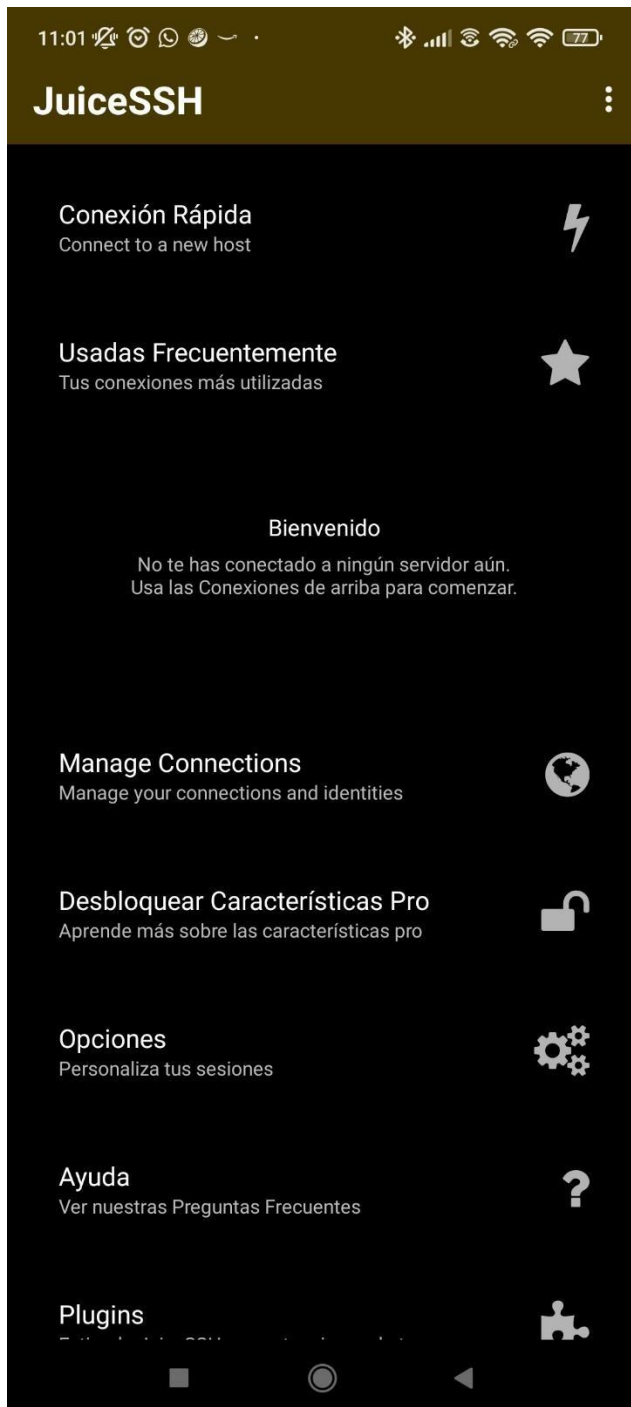 11:01
77
JuiceSSH
Conexión Rápida
Connect to a new host
Usadas Frecuentemente
Tus conexiones más utilizadas
Bienvenido
No te has conectado a ningún servidor aún.
Usa las Conexiones de arriba para comenzar.
Manage Connections
Manage your connections and identities
Desbloquear Características Pro
Aprende más sobre las características pro
Opciones
Personaliza tus sesiones
Ayuda
Ver nuestras Preguntas Frecuentes
Plugins